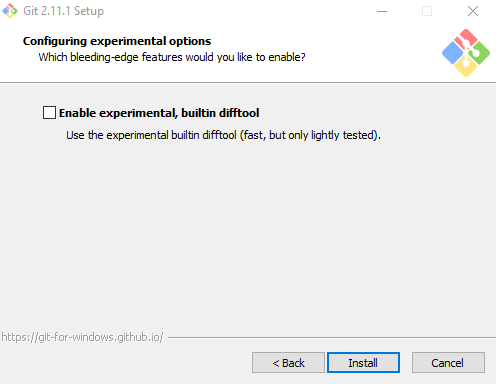 Git 2.11.1 Setup
Configuring experimental options
Which bleeding-edge features would you like to enable?
Enable experimental, builtin difftool
Use the experimental builtin difftool (fast, but only lightly tested).
https://git-for-windows.github.io/
< Back
Install
Cancel